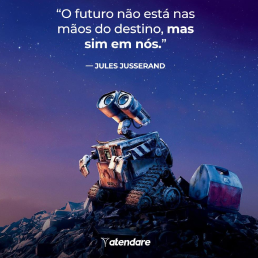 “O futuro não está nas
mãos do destino, mas
sim em nós.”
— JULES JUSSERAND
atendare